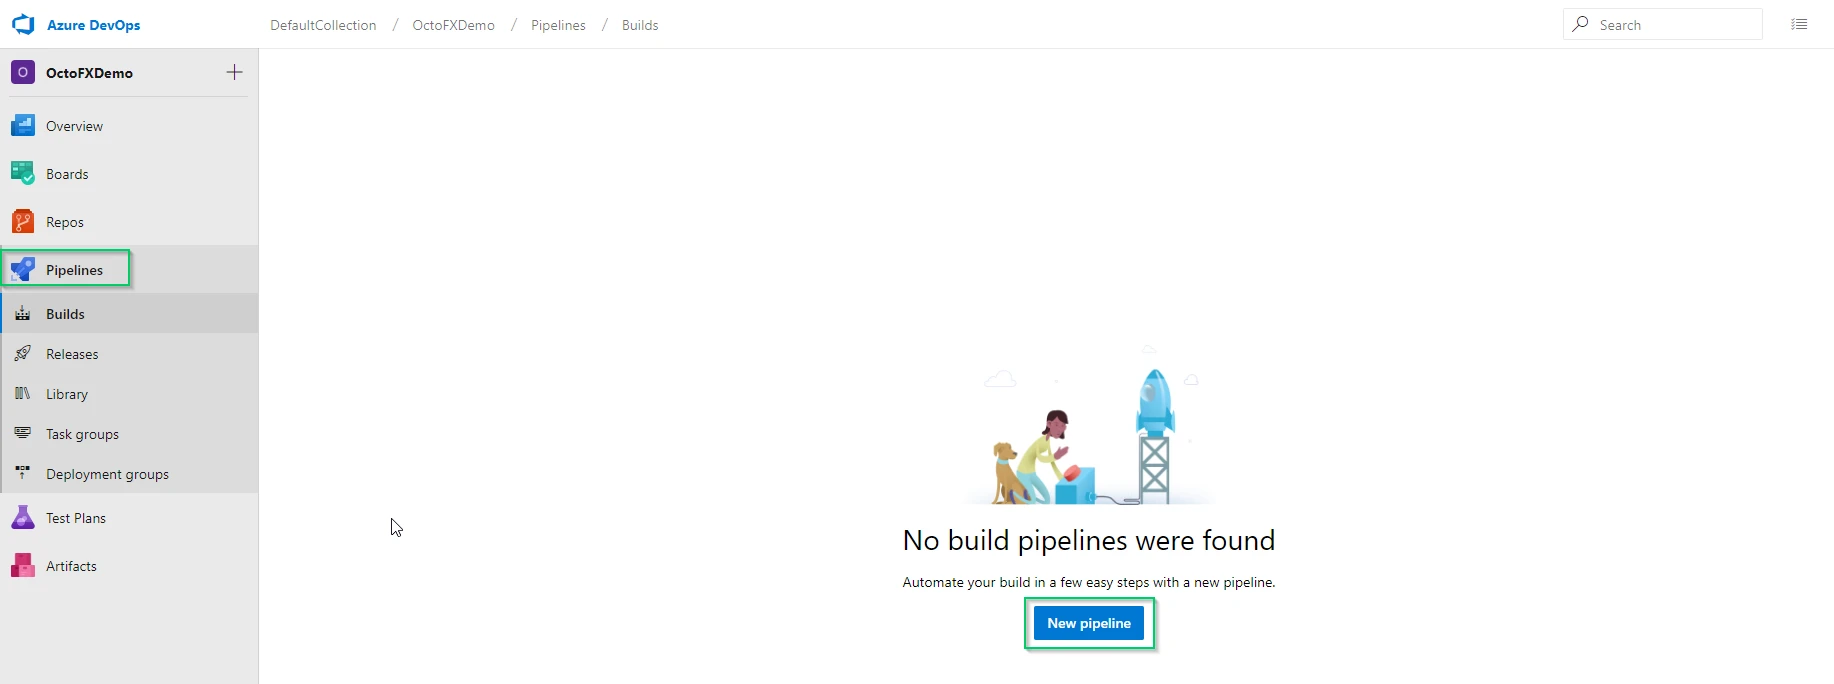 Azure DevOps
DefaultCollection / OctoFXDemo / Pipelines / Builds
Search
O OctoFXDemo
Overview
Boards
Repos
Pipelines
Builds
Releases
Library
Task groups
Deployment groups
Test Plans
Artifacts
No build pipelines were found
Automate your build in a few easy steps with a new pipeline.
New pipeline